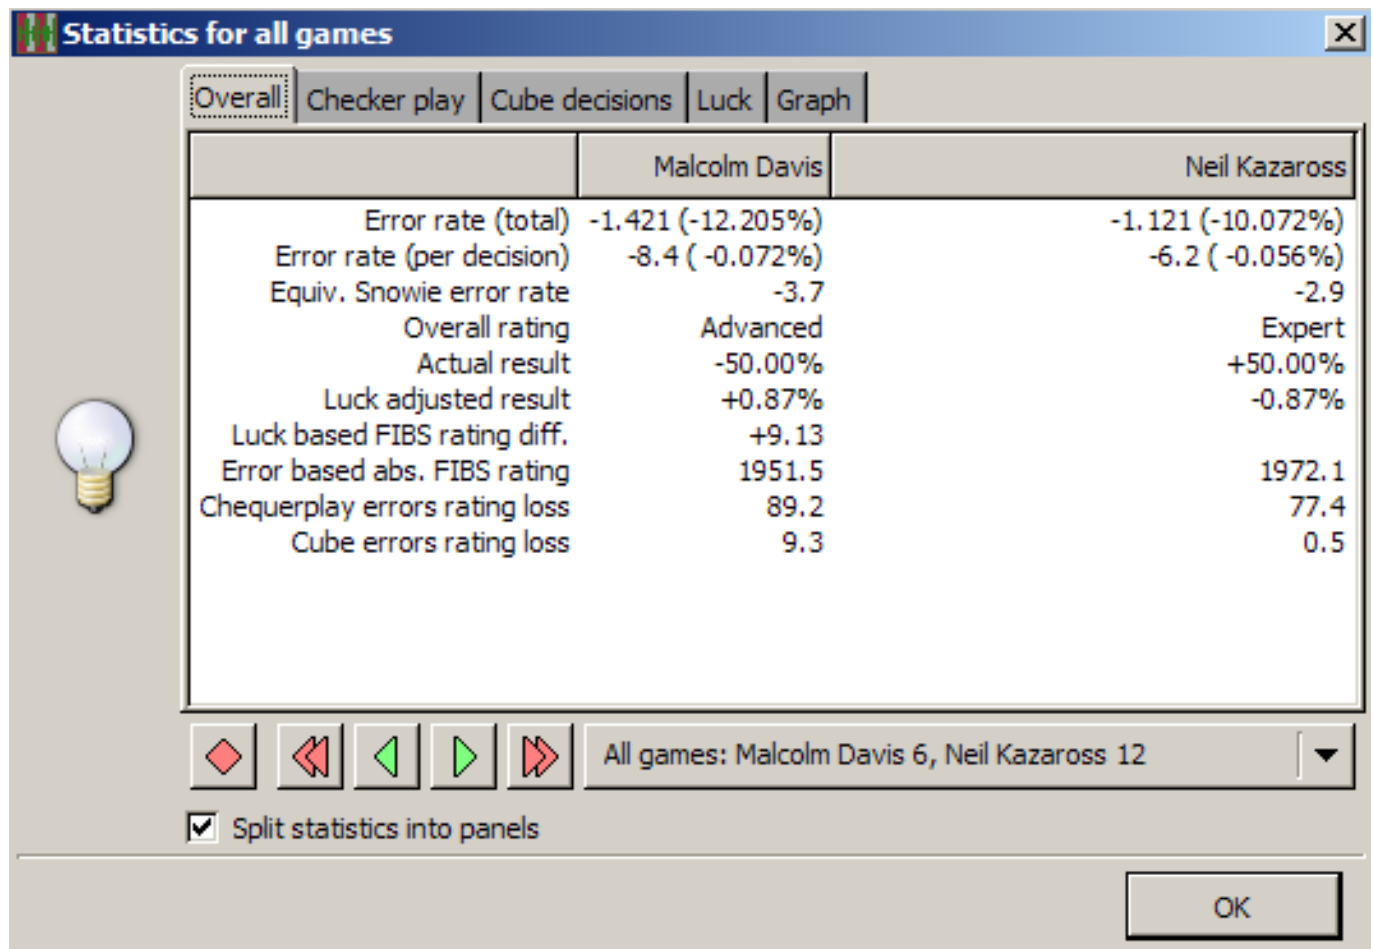 Statistics for all games
Overall Checker play Cube decisions Luck Graph
Malcolm Davis Neil Kazaross
Error rate (total) -1.421 (-12.205%) -1.121 (-10.072%)
Error rate (per decision) -8.4 ( -0.072%) -6.2 ( -0.056%)
Equiv. Snowie error rate -3.7 -2.9
Overall rating Advanced Expert
Actual result -50.00% +50.00%
Luck adjusted result +0.87% -0.87%
Luck based FIBS rating diff. +9.13
Error based abs. FIBS rating 1951.5 1972.1
Chequerplay errors rating loss 89.2 77.4
Cube errors rating loss 9.3 0.5
All games: Malcolm Davis 6, Neil Kazaross 12
Split statistics into panels
OK